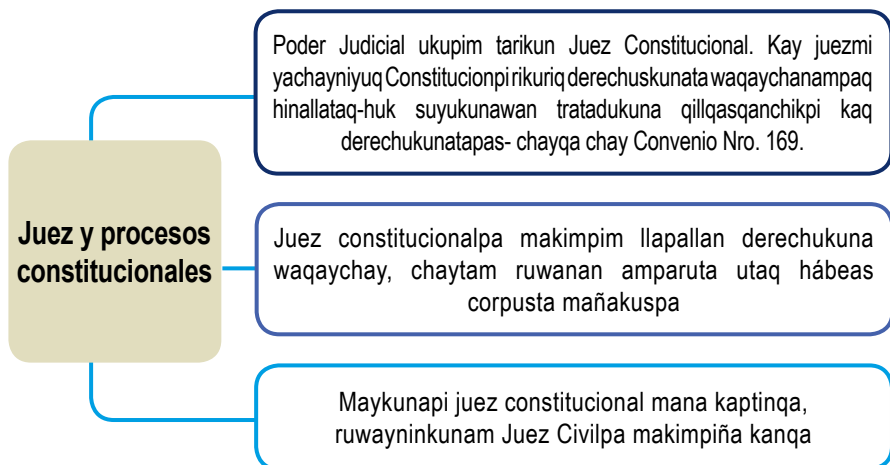 Poder Judicial ukupim tarikun Juez Constitucional. Kay juezmi
yachayniyuq Constitucionpi rikuriq derechuskunata waqaychanampaq
hinallataq-huk suyukunawan tratadukuna qillqasqanchikpi kaq
derechukunatapas- chayqa chay Convenio Nro. 169.
Juez y procesos
constitucionales
Juez constitucionalpa makimpim llapallan derechukuna
waqaychay, chaytam ruwanan amparuta utaq hábeas
corpusta mañakuspa
Maykunapi juez constitucional mana kaptinqa,
ruwayninkunam Juez Civilpa makimpiña kanqa